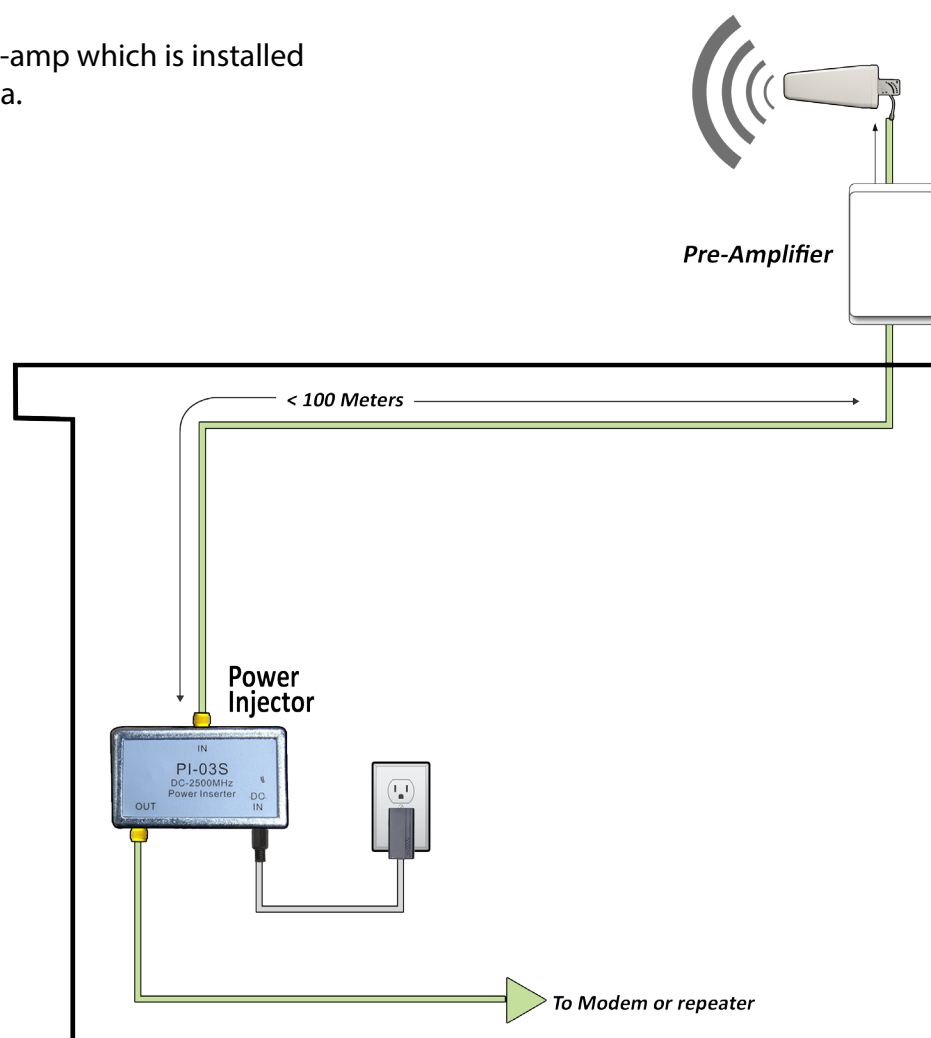 -amp which is installed
a.
Pre-Amplifier
< 100 Meters
Power
Injector
IN
PI-03S
DC-2500MHz
Power Inserter
DC
IN
OUT
To Modem or repeater